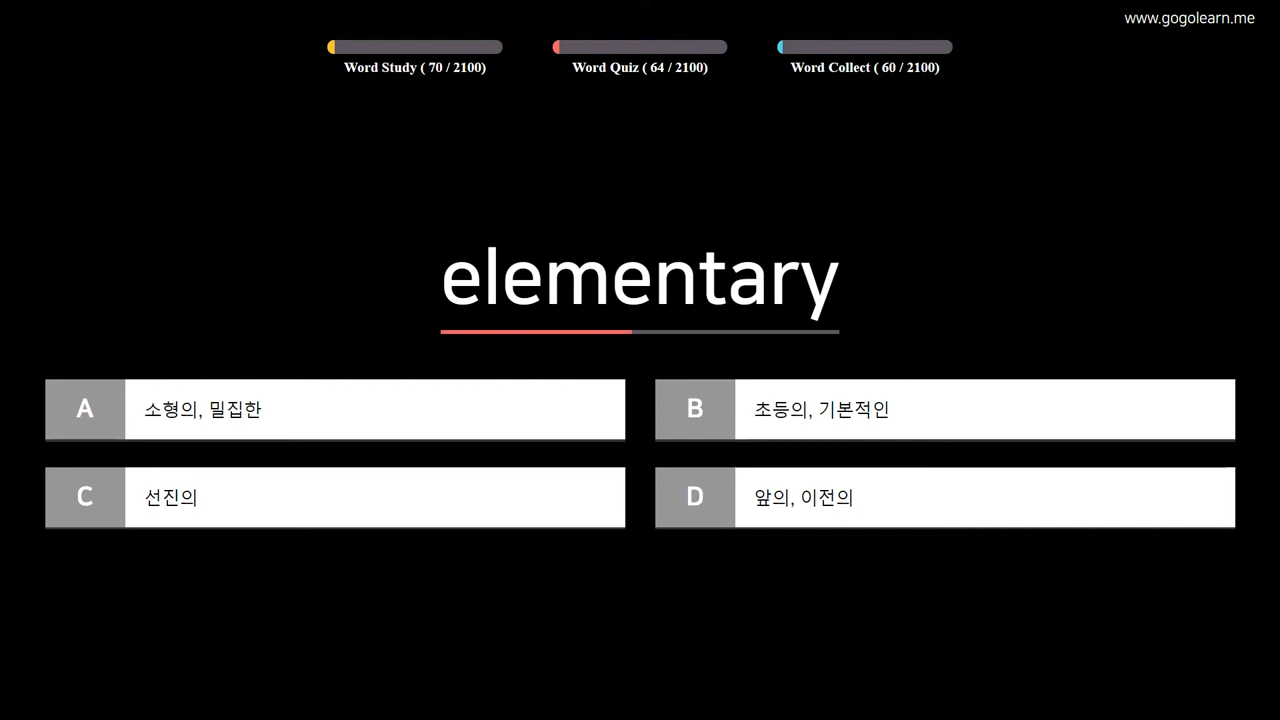 www.gogolearn.me
Word Study ( 70 / 2100)
Word Quiz ( 64 / 2100)
Word Collect ( 60 / 2100)
elementary
A 소형의, 밀집한
B 초등의, 기본적인
C 선진의
D 앞의, 이전의